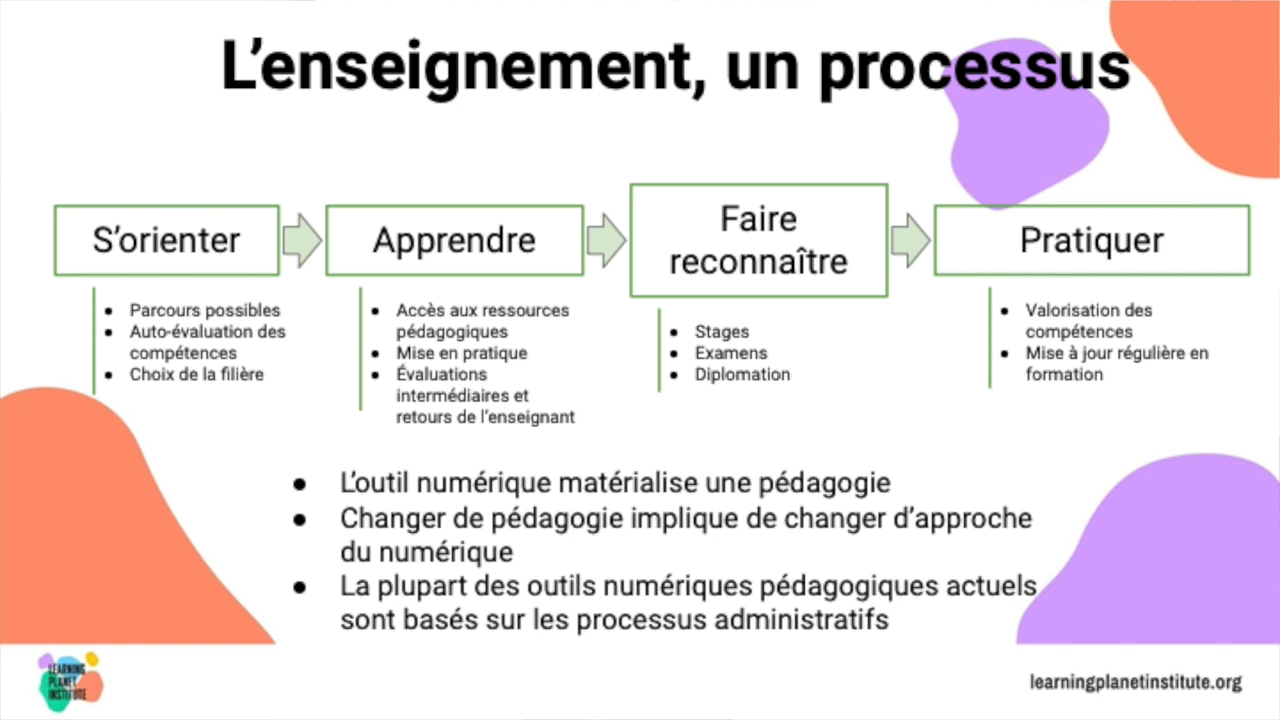 L’enseignement, un processus
S’orienter
Apprendre
Faire
reconnaître
Pratiquer
● Parcours possibles
● Auto-évaluation des
compétences
● Choix de la filière
● Accès aux ressources
pédagogiques
● Mise en pratique
● Évaluations
intermédiaires et
retours de l’enseignant
● Stages
● Examens
● Diplomation
● Valorisation des
compétences
● Mise à jour régulière en
formation
● L’outil numérique matérialise une pédagogie
● Changer de pédagogie implique de changer d’approche
du numérique
● La plupart des outils numériques pédagogiques actuels
sont basés sur les processus administratifs
LEARNING
PLANET
INSTITUTE
learningplanetinstitute.org